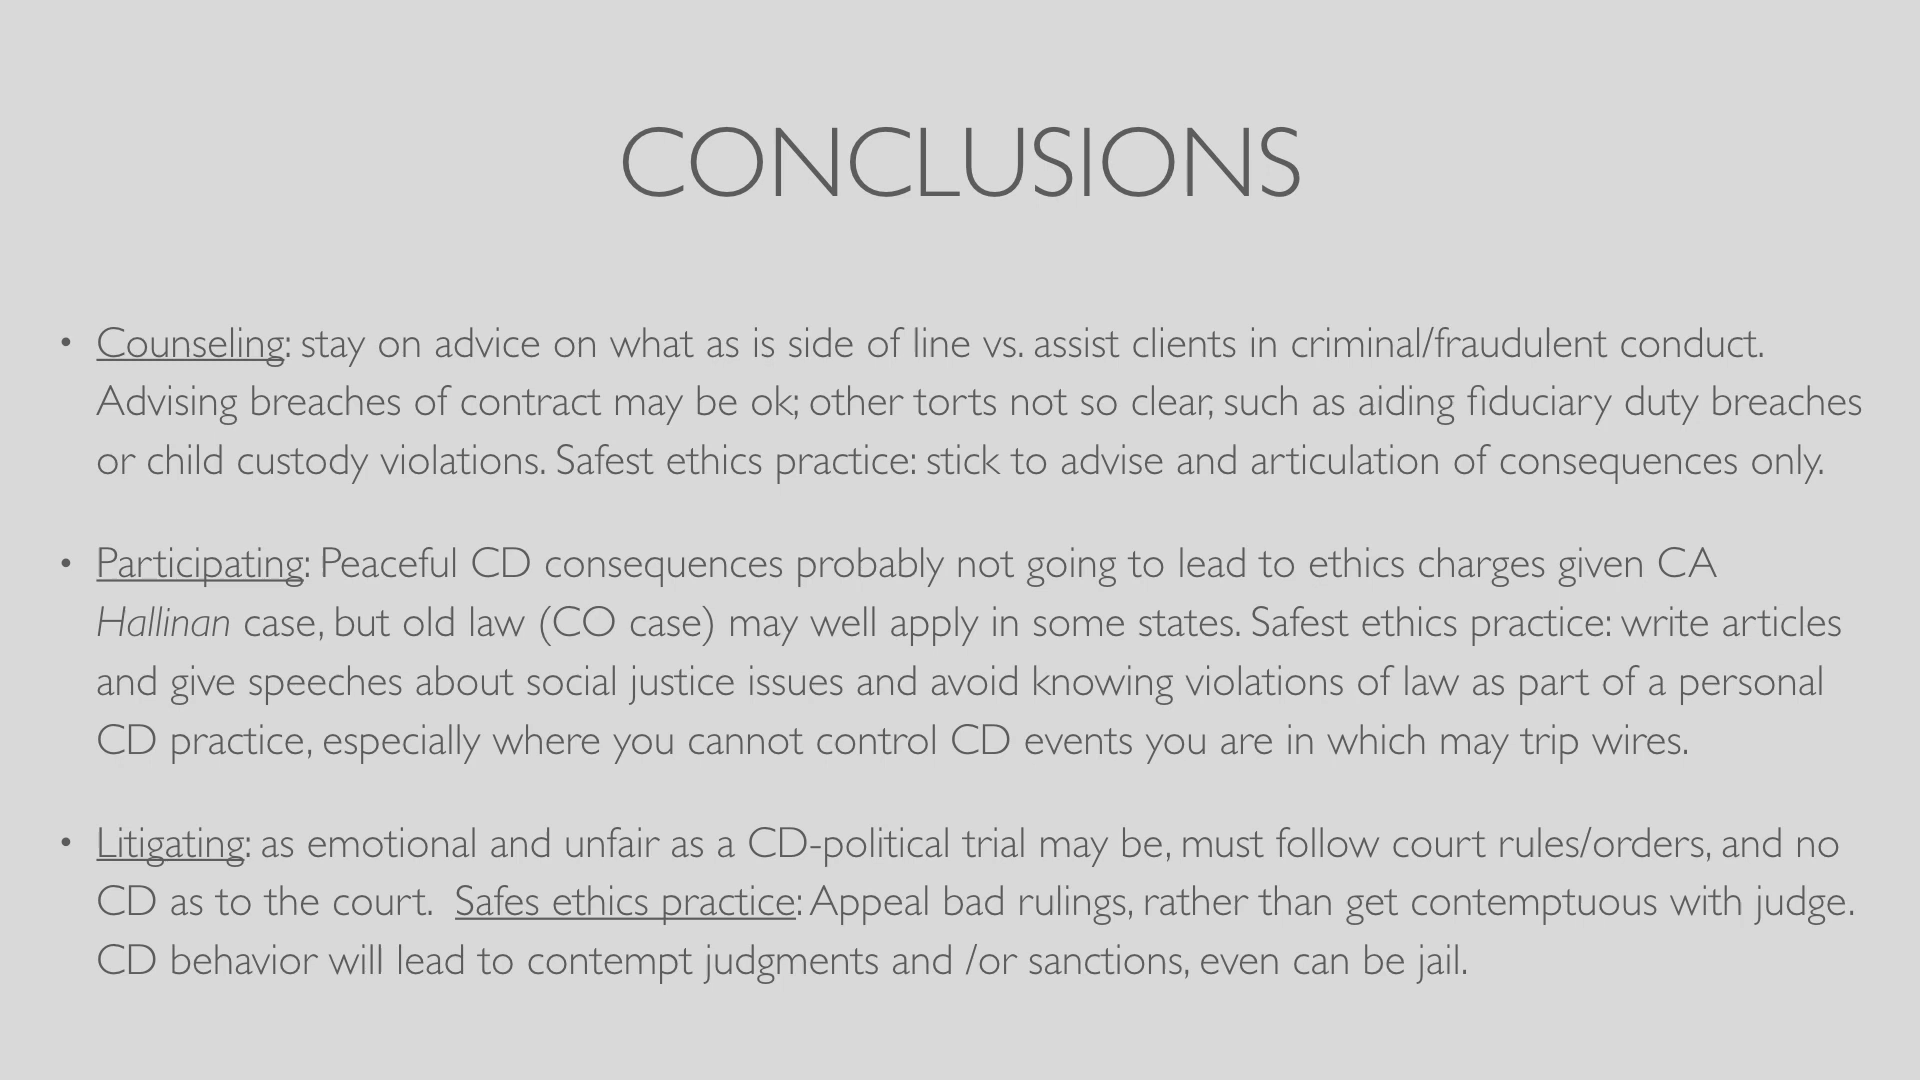 CONCLUSIONS
• Counseling: stay on advice on what as is side of line vs. assist clients in criminal/fraudulent conduct.
Advising breaches of contract may be ok; other torts not so clear, such as aiding fiduciary duty breaches
or child custody violations. Safest ethics practice: stick to advise and articulation of consequences only.
• Participating: Peaceful CD consequences probably not going to lead to ethics charges given CA
Hallinan case, but old law (CO case) may well apply in some states. Safest ethics practice: write articles
and give speeches about social justice issues and avoid knowing violations of law as part of a personal
CD practice, especially where you cannot control CD events you are in which may trip wires.
• Litigating: as emotional and unfair as a CD-political trial may be, must follow court rules/orders, and no
CD as to the court. Safes ethics practice: Appeal bad rulings, rather than get contemptuous with judge.
CD behavior will lead to contempt judgments and /or sanctions, even can be jail.